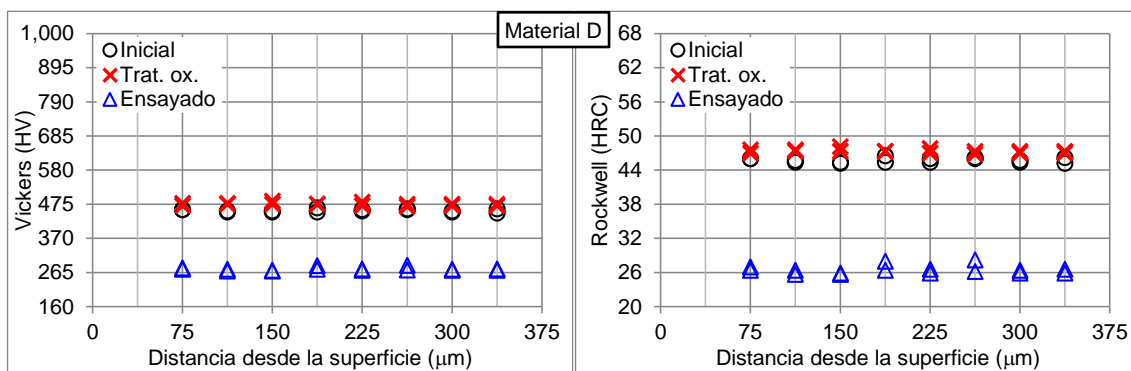 Material D
Vickers (HV)
1,000
895
790
685
580
475
370
265
160
Inicial
Trat. ox.
Ensayado
0 75 150 225 300 375
Distancia desde la superficie (μm)
Rockwell (HRC)
68
62
56
50
44
38
32
26
20
Inicial
Trat. ox.
Ensayado
0 75 150 225 300 375
Distancia desde la superficie (μm)